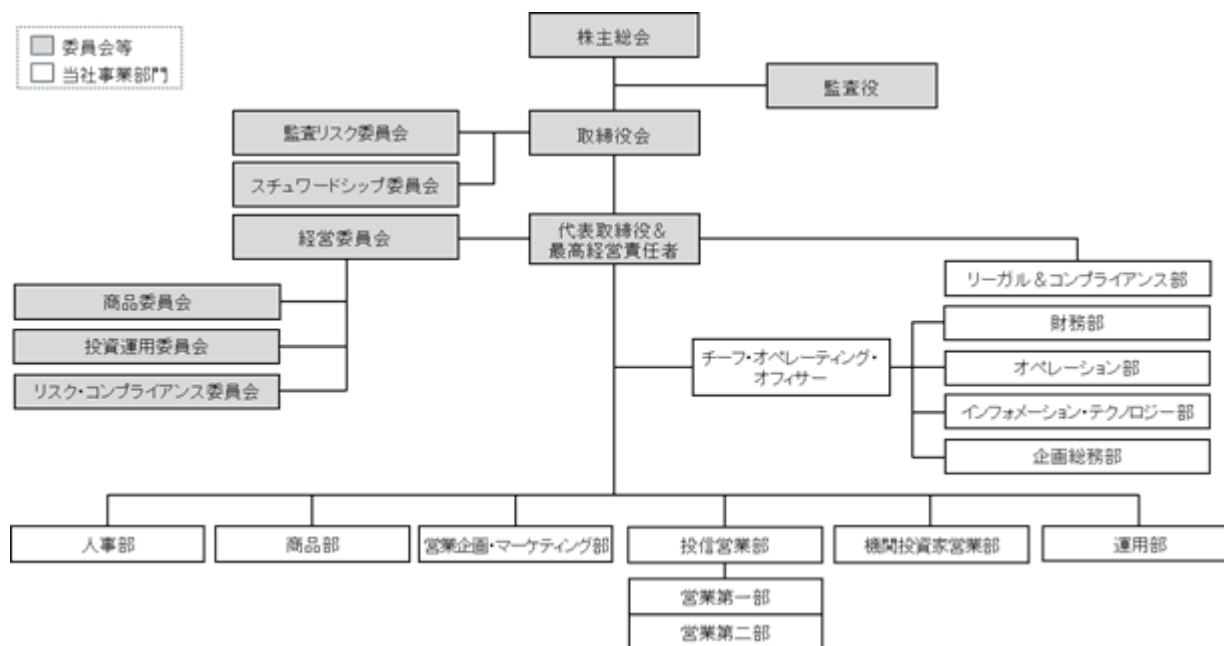 委員会等
当社事業部門
株主総会
監査役
監査リスク委員会
取締役会
スチュワードシップ委員会
経営委員会
代表取締役&
最高経営責任者
リーガル&コンプライアンス部
商品委員会
財務部
投資運用委員会
チーフ・オペレーティング・
オフィサー
オペレーション部
リスク・コンプライアンス委員会
インフォメーション・テクノロジー部
企画総務部
人事部
商品部
営業企画・マーケティング部
投信営業部
機関投資家営業部
運用部
営業第一部
営業第二部